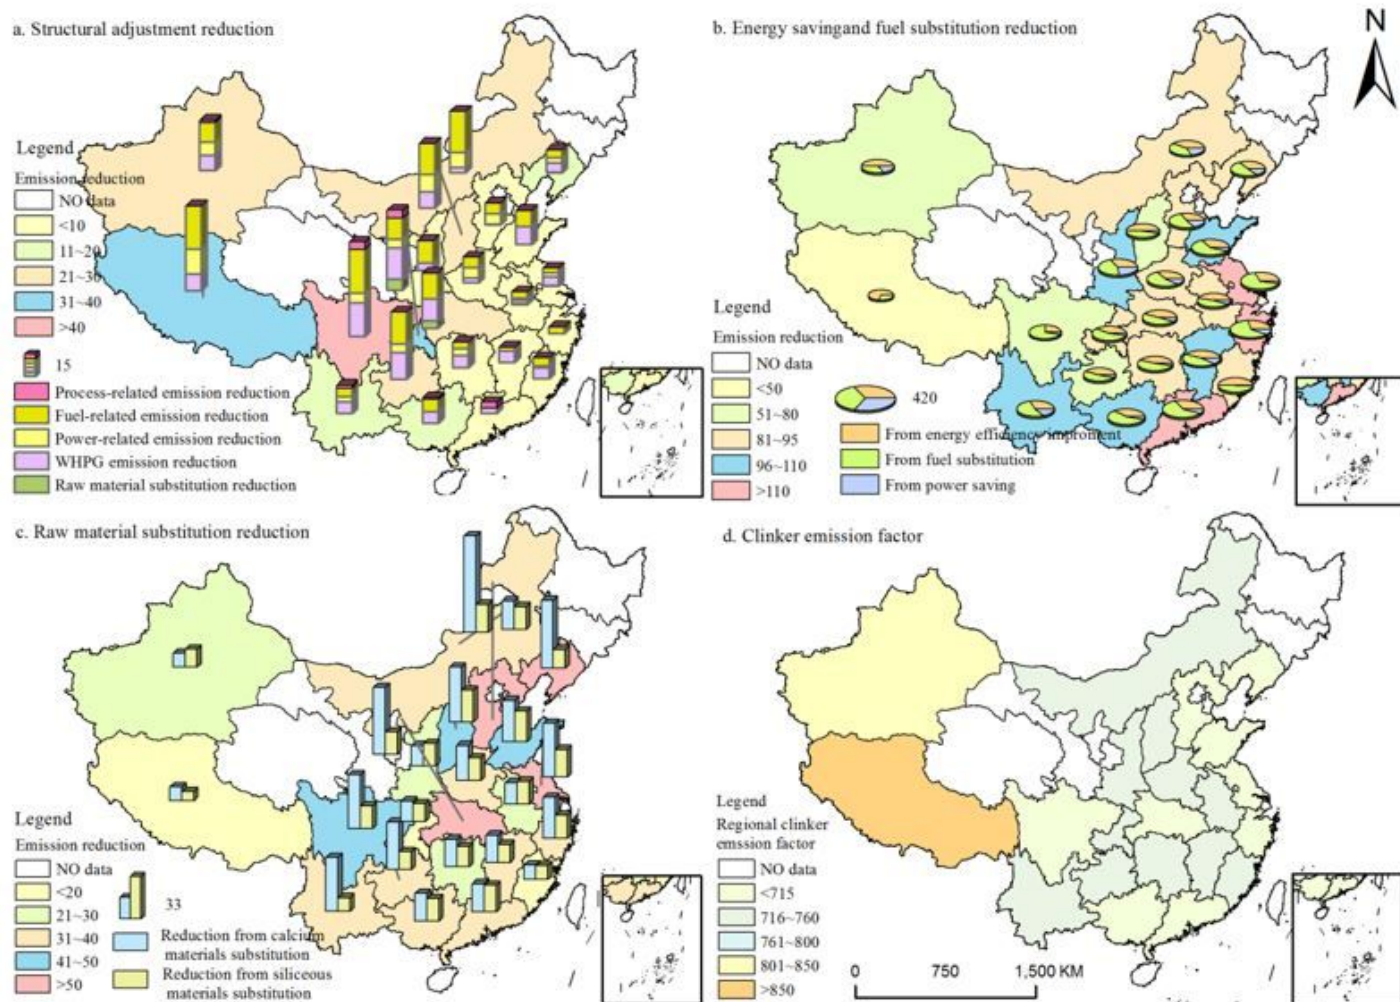 a. Structural adjustment reduction
Legend
Emission reduction
NO data
<10
11~20
21~30
31~40
>40
15
Process-related emission reduction
Fuel-related emission reduction
Power-related emission reduction
WHPG emission reduction
Raw material substitution reduction
b. Energy savingand fuel substitution reduction
N
Legend
Emission reduction
NO data
<50
51~80
81~95
96~110
>110
420
From energy efficiency improment
From fuel substitution
From power saving
c. Raw material substitution reduction
Legend
Emission reduction
NO data
<20
21~30
31~40
41~50
>50
33
Reduction from calcium
materials substitution
Reduction from siliceous
materials substitution
d. Clinker emission factor
Legend
Regional clinker
emssion factor
NO data
<715
716~760
761~800
801~850
>850
0 750 1,500 KM